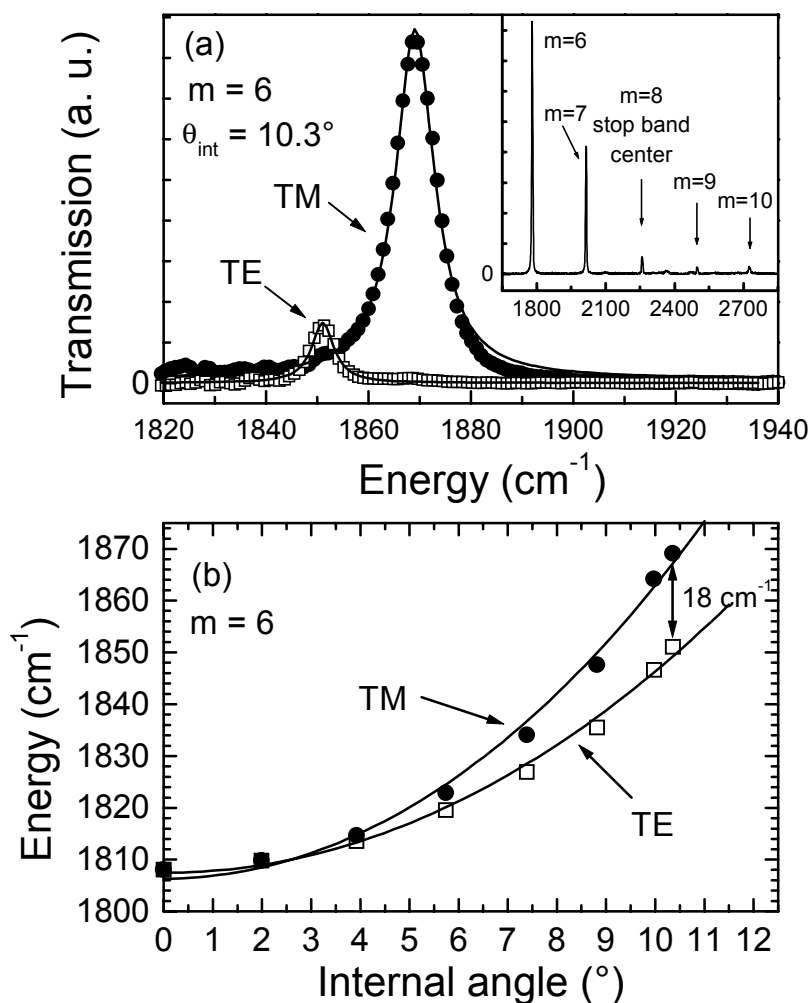 (a)
m = 6
θint = 10.3°
TM
TE
Transmission (a. u.)
0
1820 1840 1860 1880 1900 1920 1940
Energy (cm-1)
m=6
m=7
m=8
stop band
center
m=9
m=10
0
1800 2100 2400 2700
(b)
m = 6
TM
TE
18 cm-1
Energy (cm-1)
1870
1860
1850
1840
1830
1820
1810
1800
0 1 2 3 4 5 6 7 8 9 10 11 12
Internal angle (°)